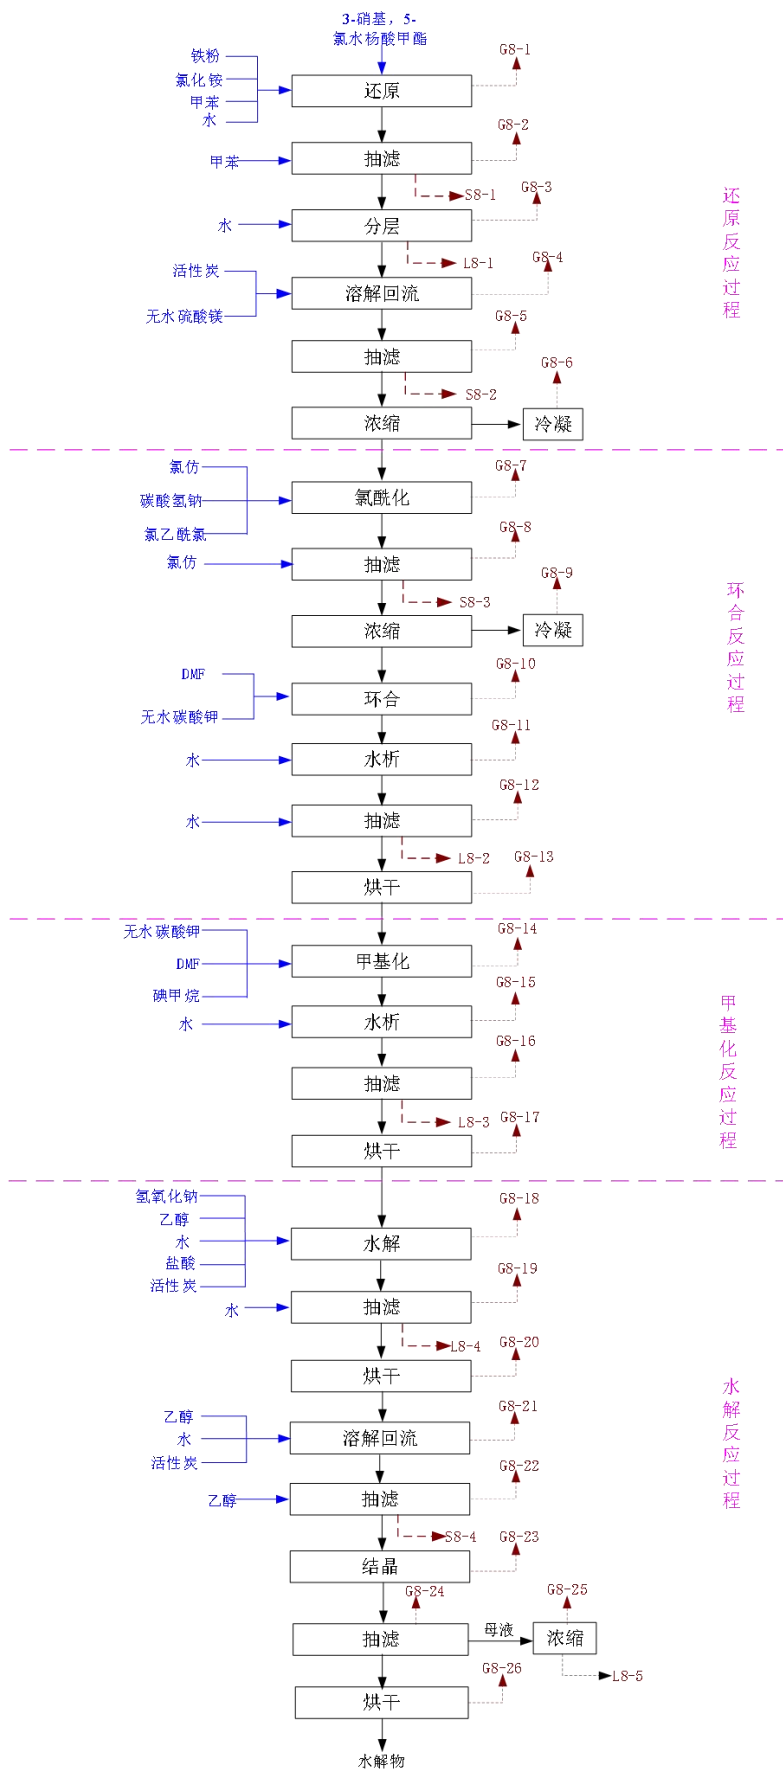 3-硝基，5-
氯水杨酸甲酯
铁粉
氯化铵
甲苯
水
还原
G8-1
甲苯
抽滤
G8-2
S8-1
水
分层
G8-3
L8-1
活性炭
无水硫酸镁
溶解回流
G8-4
抽滤
G8-5
S8-2
浓缩
冷凝
G8-6
还原反应过程
氯仿
碳酸氢钠
氯乙酰氯
氯酰化
G8-7
氯仿
抽滤
G8-8
S8-3
浓缩
冷凝
G8-9
DMF
无水碳酸钾
环合
G8-10
水
水析
G8-11
水
抽滤
G8-12
L8-2
烘干
G8-13
环合反应过程
无水碳酸钾
DMF
碘甲烷
甲基化
G8-14
水
水析
G8-15
抽滤
G8-16
L8-3
烘干
G8-17
甲基化反应过程
氢氧化钠
乙醇
水
盐酸
活性炭
水解
G8-18
水
抽滤
G8-19
L8-4
烘干
G8-20
乙醇
水
活性炭
溶解回流
G8-21
乙醇
抽滤
G8-22
S8-4
结晶
G8-23
抽滤
G8-24
母液
浓缩
G8-25
L8-5
烘干
G8-26
水解物
水解反应过程